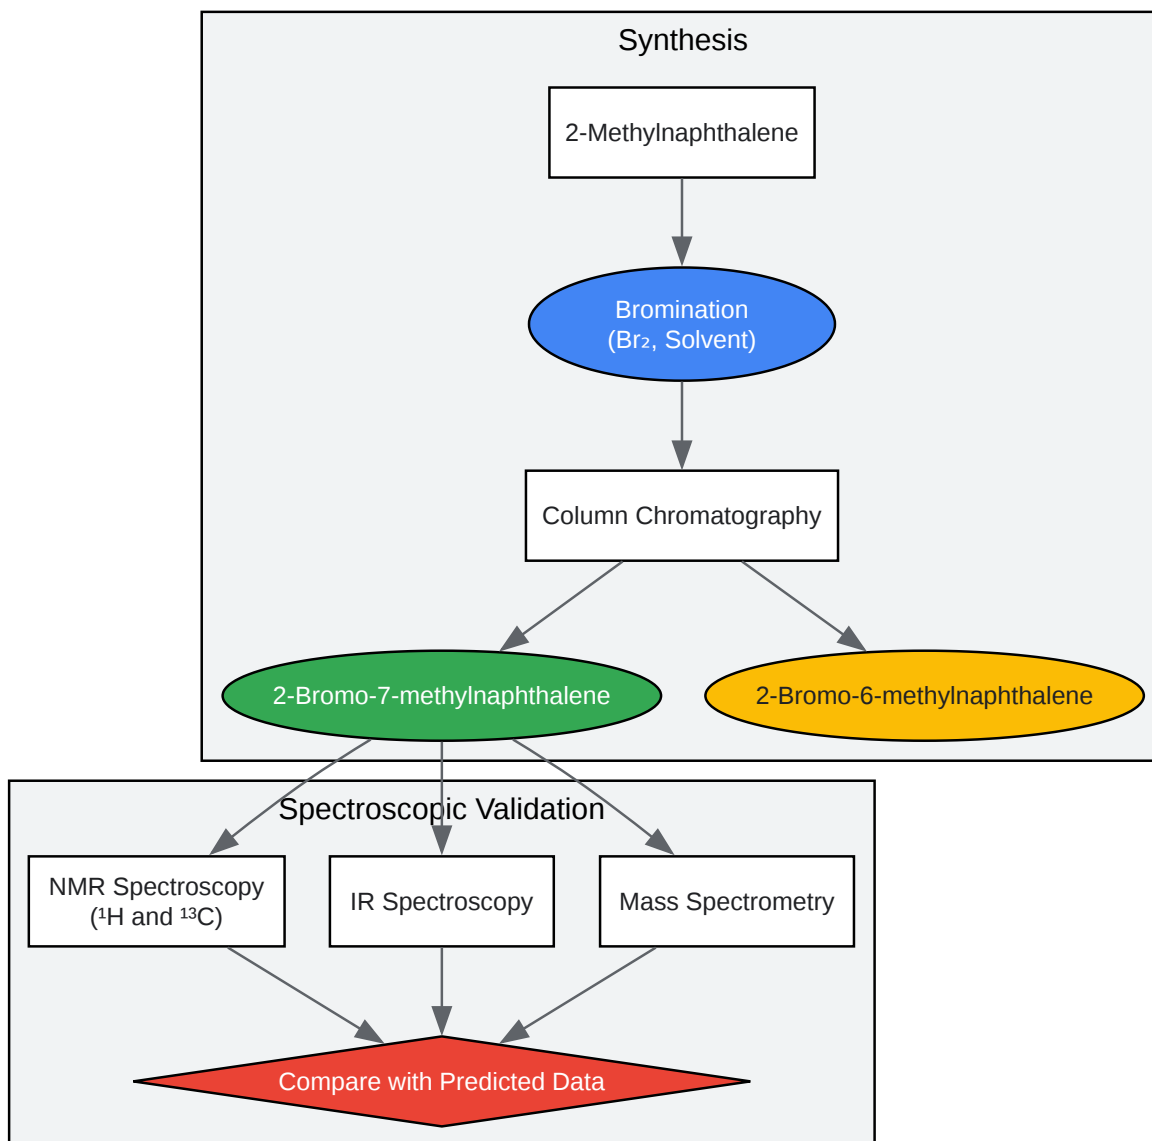 Synthesis
2-Methylnaphthalene
Bromination
(Br₂, Solvent)
Column Chromatography
2-Bromo-7-methylnaphthalene
2-Bromo-6-methylnaphthalene
Spectroscopic Validation
NMR Spectroscopy
(¹H and ¹³C)
IR Spectroscopy
Mass Spectrometry
Compare with Predicted Data